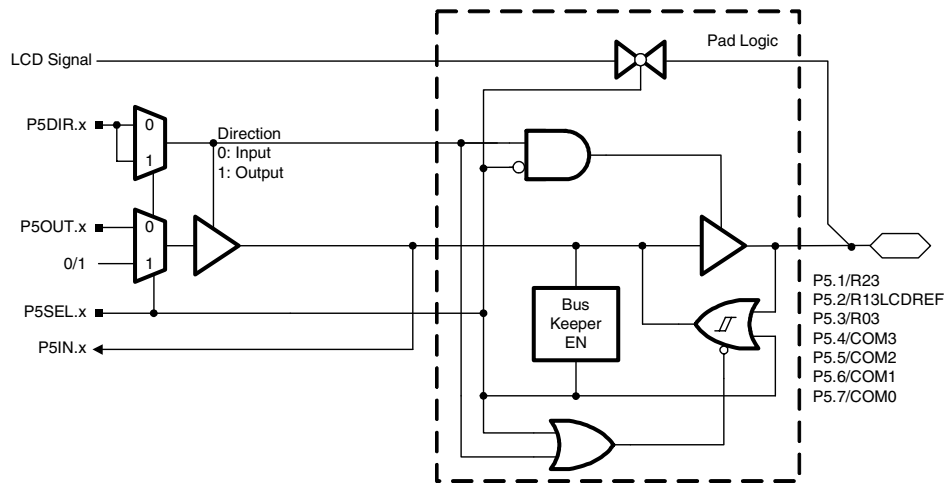 Pad Logic
LCD Signal
P5DIR.x
0
1
Direction
0: Input
1: Output
P5OUT.x
0
0/1
1
P5SEL.x
P5IN.x
Bus
Keeper
EN
P5.1/R23
P5.2/R13LCDREF
P5.3/R03
P5.4/COM3
P5.5/COM2
P5.6/COM1
P5.7/COM0